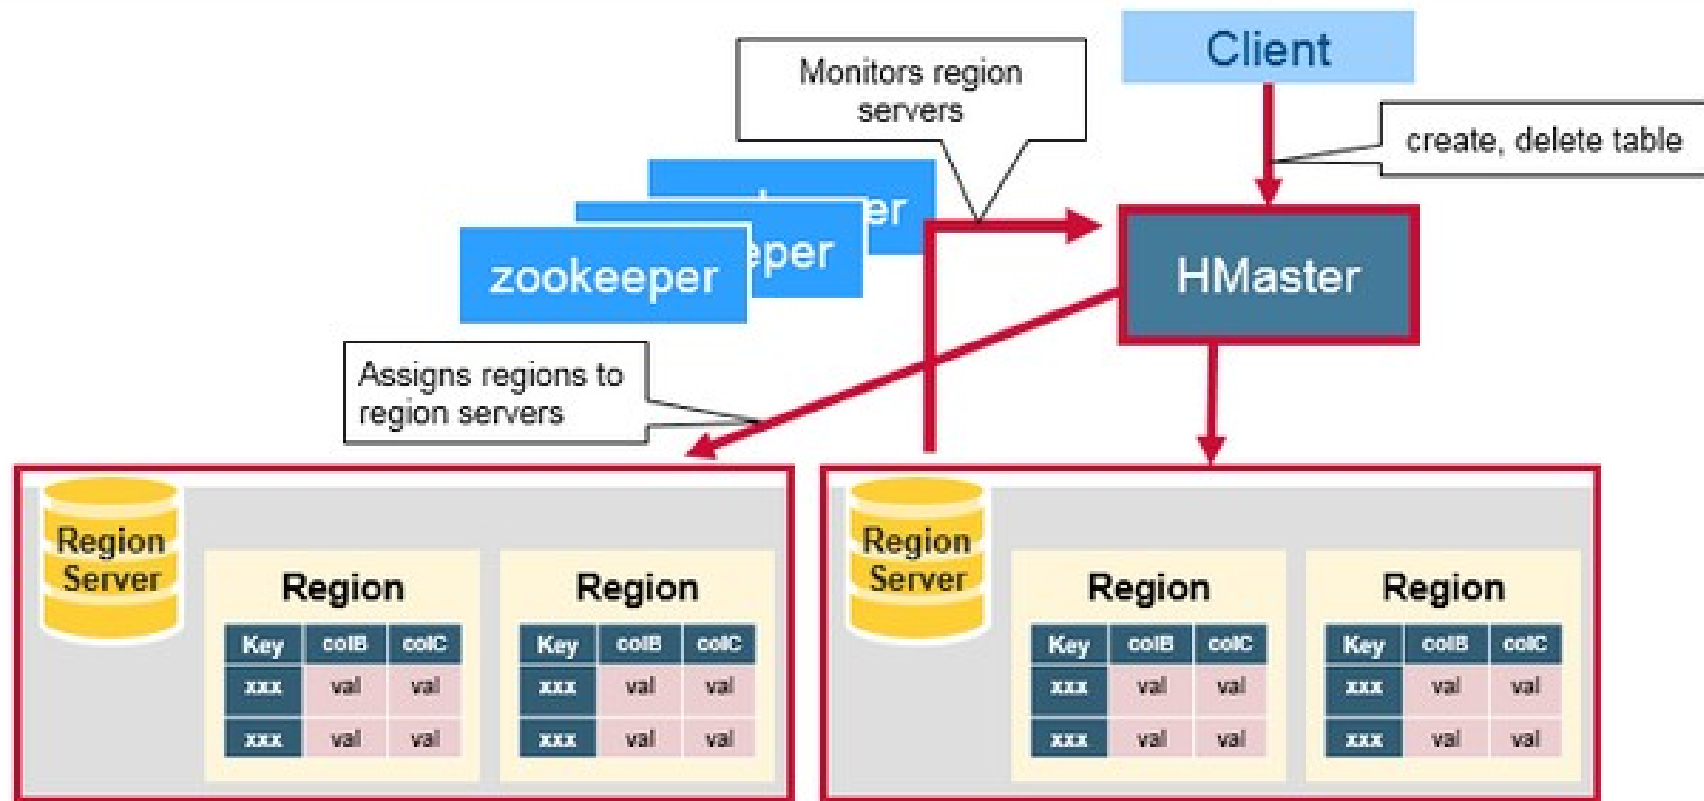 Client
Monitors region
servers
create, delete table
er
eper
zookeeper
HMaster
Assigns regions to
region servers
Region
Server
Region
Key colB colC
xxx val val
xxx val val
Region
Key colB colC
xxx val val
xxx val val
Region
Server
Region
Key colB colC
xxx val val
xxx val val
Region
Key colB colC
xxx val val
xxx val val